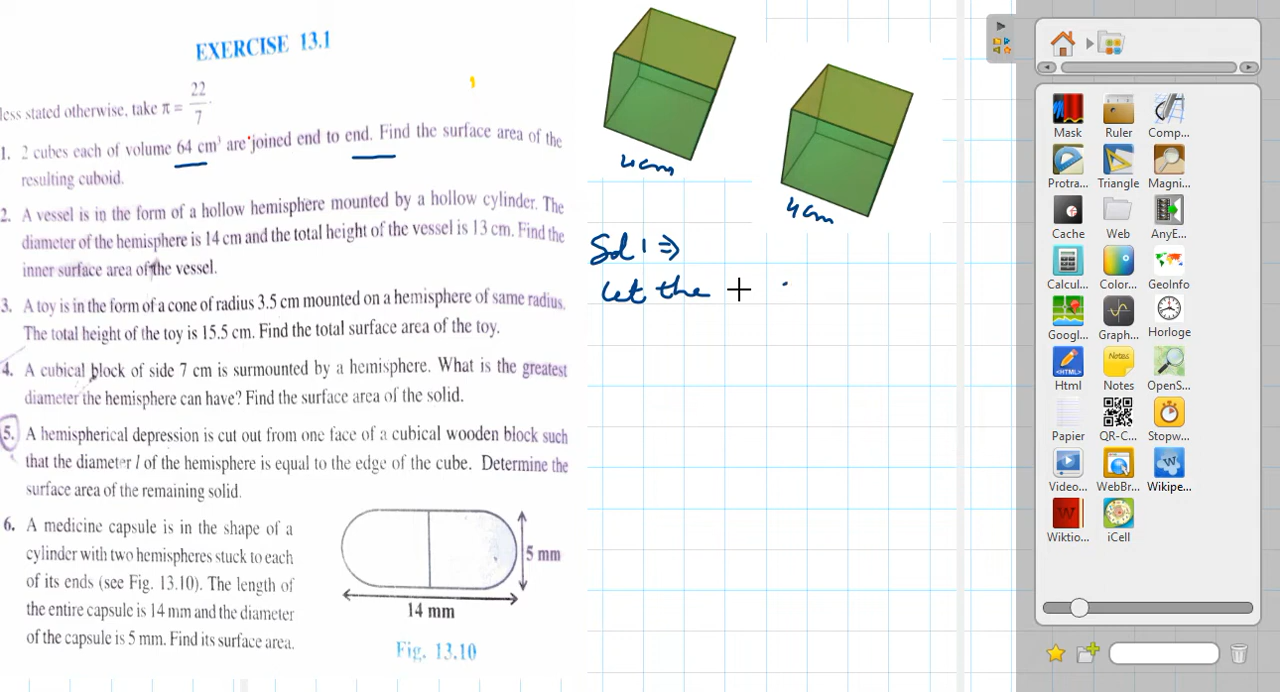 EXERCISE 13.1
less stated otherwise, take π = 22/7.
1. 2 cubes each of volume 64 cm³ are joined end to end. Find the surface area of the
resulting cuboid.
2. A vessel is in the form of a hollow hemisphere mounted by a hollow cylinder. The
diameter of the hemisphere is 14 cm and the total height of the vessel is 13 cm. Find the
inner surface area of the vessel.
3. A toy is in the form of a cone of radius 3.5 cm mounted on a hemisphere of same radius.
The total height of the toy is 15.5 cm. Find the total surface area of the toy.
4. A cubical block of side 7 cm is surmounted by a hemisphere. What is the greatest
diameter the hemisphere can have? Find the surface area of the solid.
5. A hemispherical depression is cut out from one face of a cubical wooden block such
that the diameter l of the hemisphere is equal to the edge of the cube. Determine the
surface area of the remaining solid.
6. A medicine capsule is in the shape of a
cylinder with two hemispheres stuck to each
of its ends (see Fig. 13.10). The length of
the entire capsule is 14 mm and the diameter
of the capsule is 5 mm. Find its surface area.
5 mm
14 mm
Fig. 13.10
4cm
4cm
Sol 1 ⇒
Let the
Mask
Ruler
Comp...
Protra...
Triangle
Magni...
Cache
Web
AnyE...
Calcul...
Color...
GeoInfo
Googl...
Graph...
Horloge
Html
Notes
Notes
OpenS...
Papier
QR-C...
Stopw...
Video...
WebBr...
Wikipe...
Wiktio...
iCell